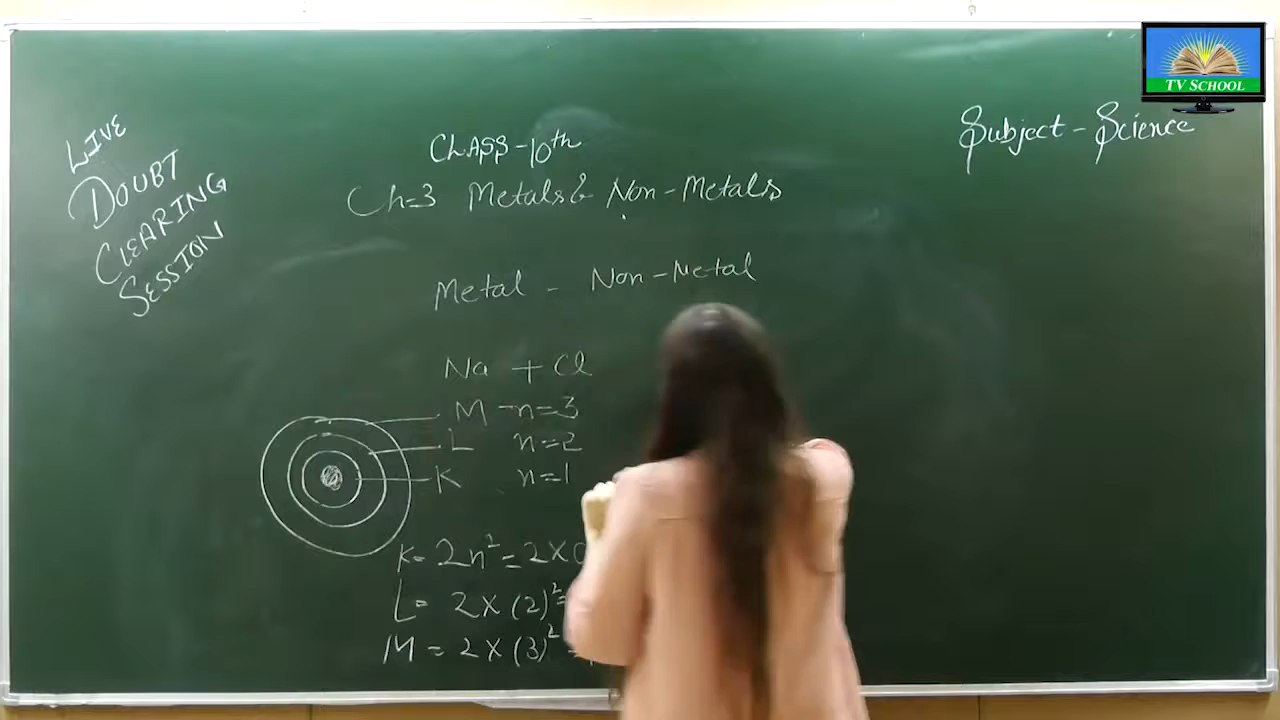 TV SCHOOL
LIVE
DOUBT
CLEARING
SESSION
CLASS-10th
Subject - Science
Ch=3 Metals & Non-Metals
Metal - Non-Metal
Na + Cl
M - n=3
L n=2
K n=1
K= 2n²= 2×
L= 2×(2)²=
M = 2×(3)²=